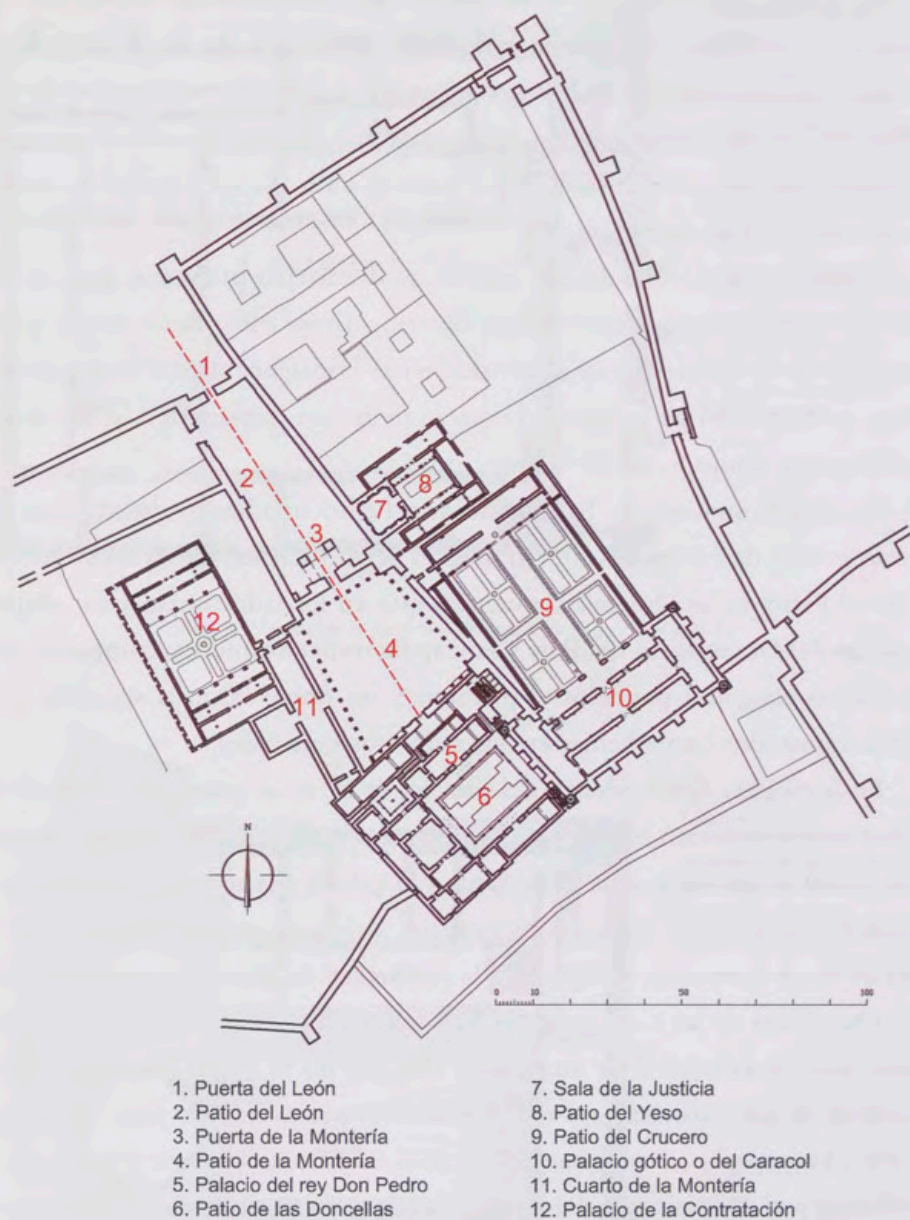 1
2
3
4
5
6
7
8
9
10
11
12
N
0 10 50 100
1. Puerta del León
2. Patio del León
3. Puerta de la Montería
4. Patio de la Montería
5. Palacio del rey Don Pedro
6. Patio de las Doncellas
7. Sala de la Justicia
8. Patio del Yeso
9. Patio del Crucero
10. Palacio gótico o del Caracol
11. Cuarto de la Montería
12. Palacio de la Contratación